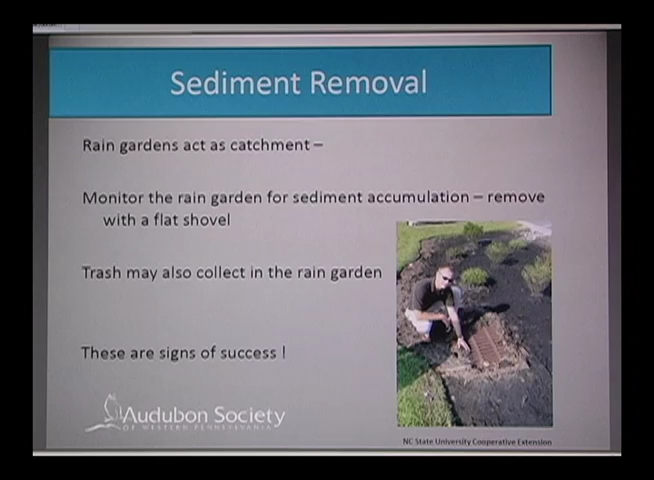 Sediment Removal
Rain gardens act as catchment –
Monitor the rain garden for sediment accumulation – remove
with a flat shovel
Trash may also collect in the rain garden
These are signs of success !
Audubon Society
OF WESTERN PENNSYLVANIA
NC State University Cooperative Extension